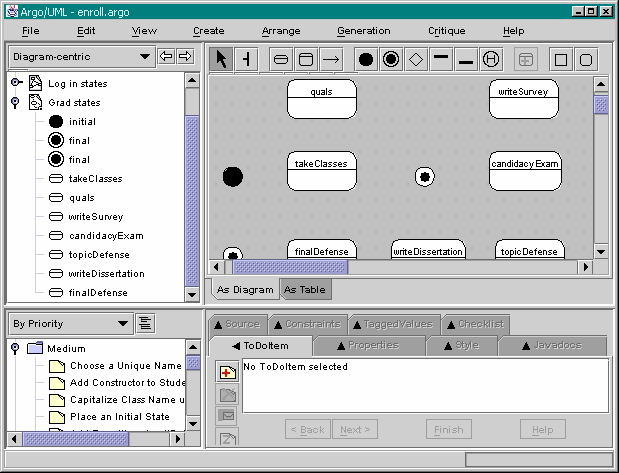 Argo/UML - enroll.argo
File Edit View Create Arrange Generation Critique Help
Diagram-centric
Log in states
Grad states
initial
final
final
takeClasses
quals
writeSurvey
candidacyExam
topicDefense
writeDissertation
finalDefense
quals writeSurvey
takeClasses candidacyExam
finalDefense writeDissertation topicDefense
As Diagram As Table
By Priority
Medium
Choose a Unique Name
Add Constructor to Stude
Capitalize Class Name u
Place an Initial State
Source Constraints TaggedValues Checklist
ToDoItem Properties Style Javadocs
No ToDoItem selected
< Back Next > Finish Help